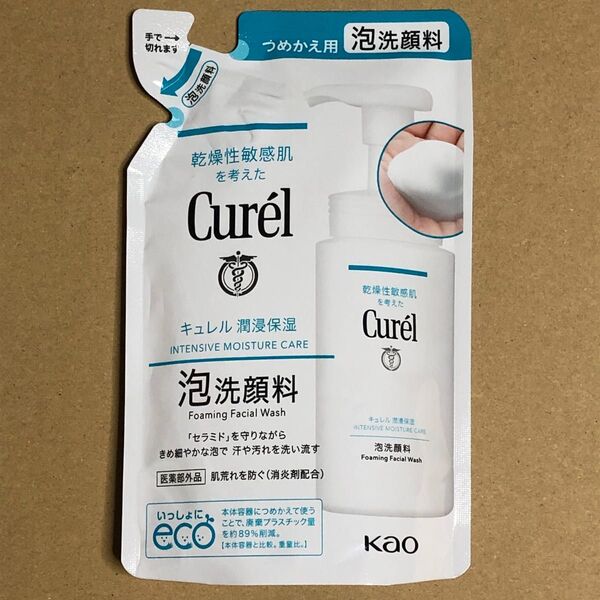 手で→
切れます
泡洗顔料
つめかえ用
泡洗顔料
乾燥性敏感肌
を考えた
Curél
キュレル 潤浸保湿
INTENSIVE MOISTURE CARE
泡洗顔料
Foaming Facial Wash
「セラミド」を守りながら
きめ細やかな泡で 汗や汚れを洗い流す
医薬部外品 肌荒れを防ぐ(消炎剤配合)
いっしょに
eco
本体容器につめかえて使う
ことで、廃棄プラスチック量
を約89%削減。
【本体容器と比較。重量比。】
乾燥性敏感肌
を考えた
Curél
キュレル 潤浸保湿
INTENSIVE MOISTURE CARE
泡洗顔料
Foaming Facial Wash
Kao